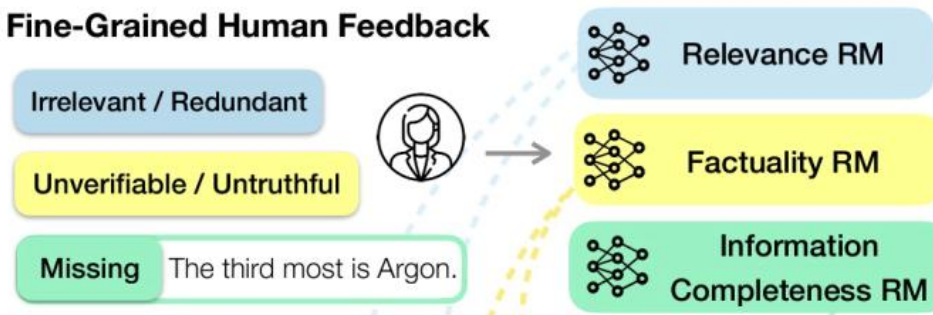 Fine-Grained Human Feedback
Irrelevant / Redundant
Unverifiable / Untruthful
Missing The third most is Argon.
Relevance RM
Factuality RM
Information
Completeness RM